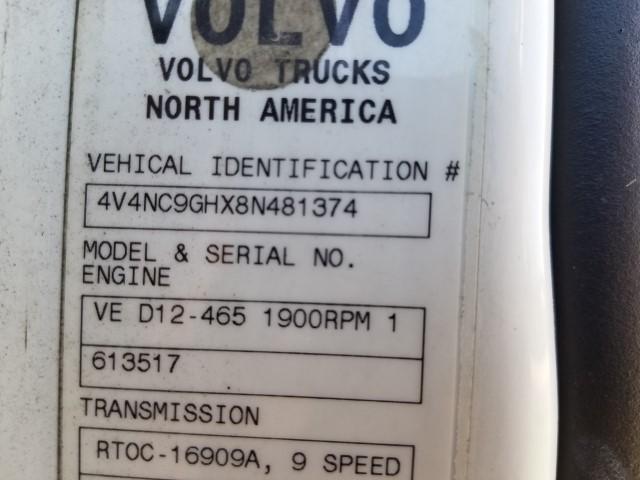 VOLVO
VOLVO TRUCKS
NORTH AMERICA
VEHICAL IDENTIFICATION #
4V4NC9GHX8N481374
MODEL & SERIAL NO.
ENGINE
VE D12-465 1900RPM 1
613517
TRANSMISSION
RTOC-16909A, 9 SPEED